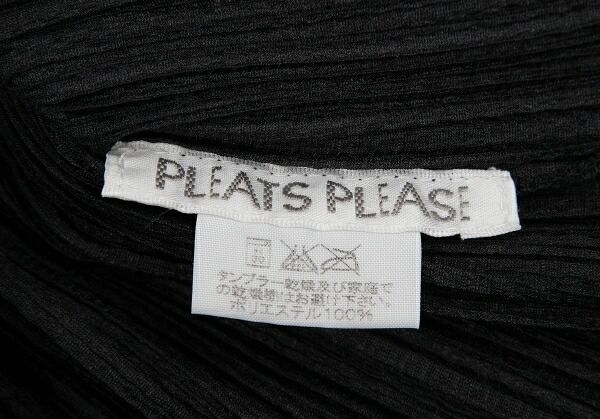 PLEATS PLEASE
30
タンブラー乾燥及び家庭で
の乾燥機はお避け下さい。
ポリエステル100%